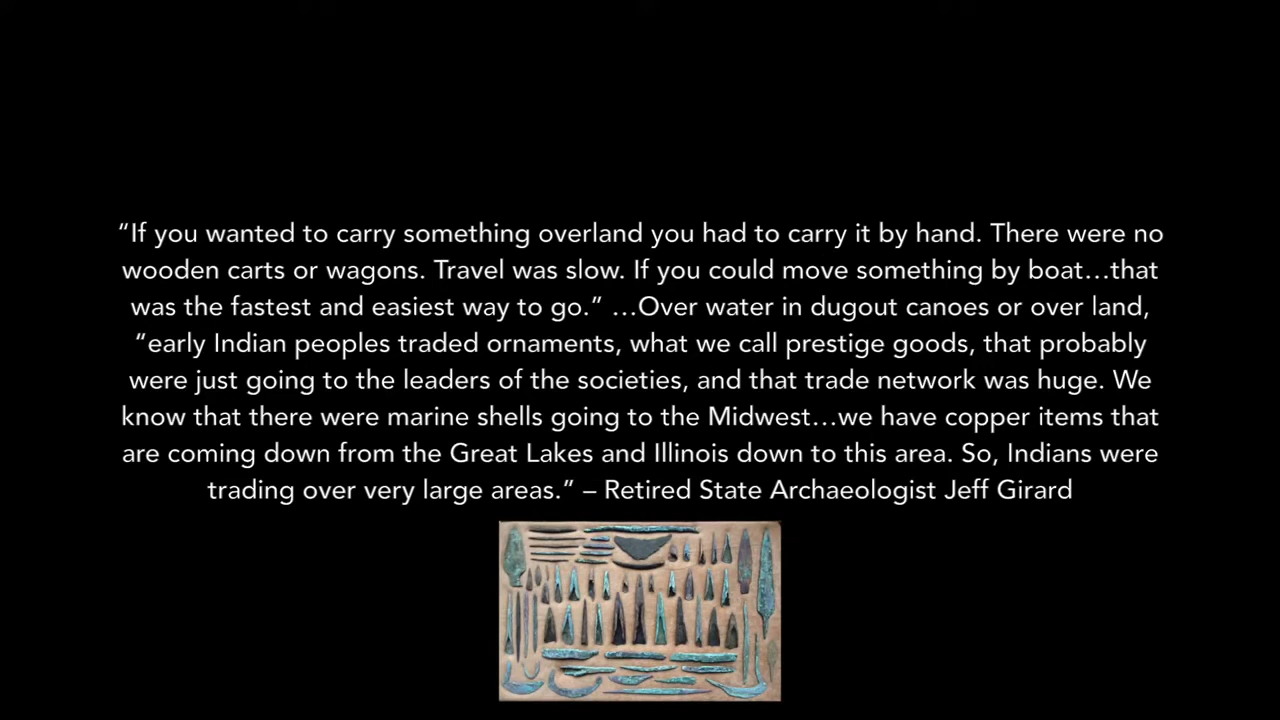 “If you wanted to carry something overland you had to carry it by hand. There were no
wooden carts or wagons. Travel was slow. If you could move something by boat…that
was the fastest and easiest way to go.” …Over water in dugout canoes or over land,
“early Indian peoples traded ornaments, what we call prestige goods, that probably
were just going to the leaders of the societies, and that trade network was huge. We
know that there were marine shells going to the Midwest…we have copper items that
are coming down from the Great Lakes and Illinois down to this area. So, Indians were
trading over very large areas.” – Retired State Archaeologist Jeff Girard